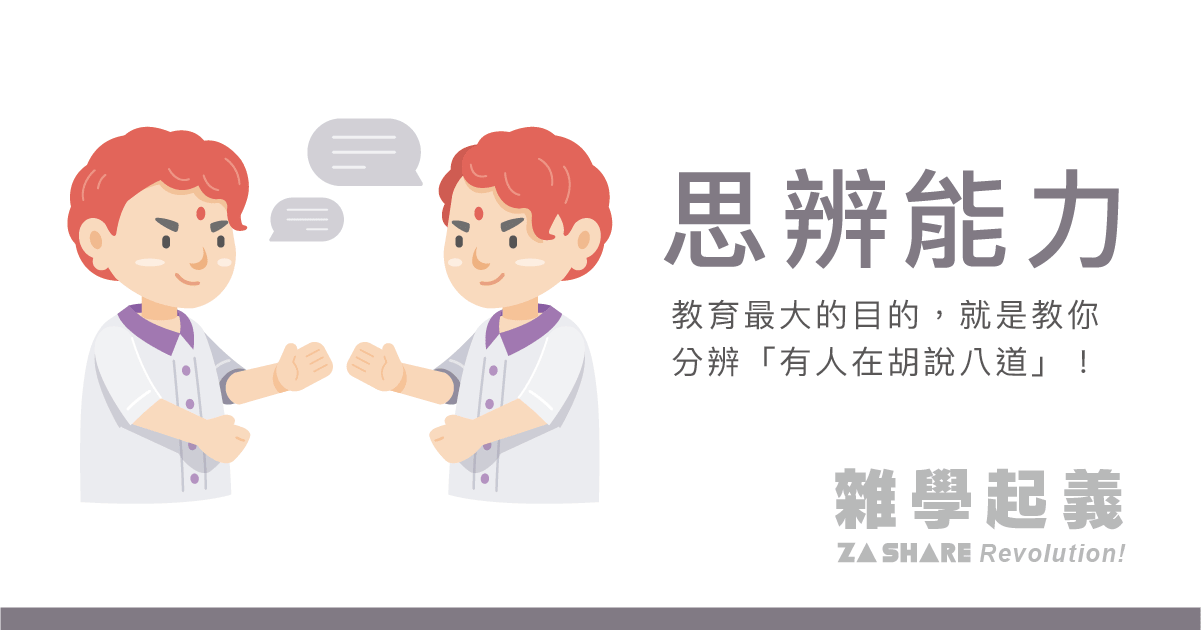 思辨能力
教育最大的目的，就是教你
分辨「有人在胡說八道」！
雜學起義
ZA SHARE Revolution!